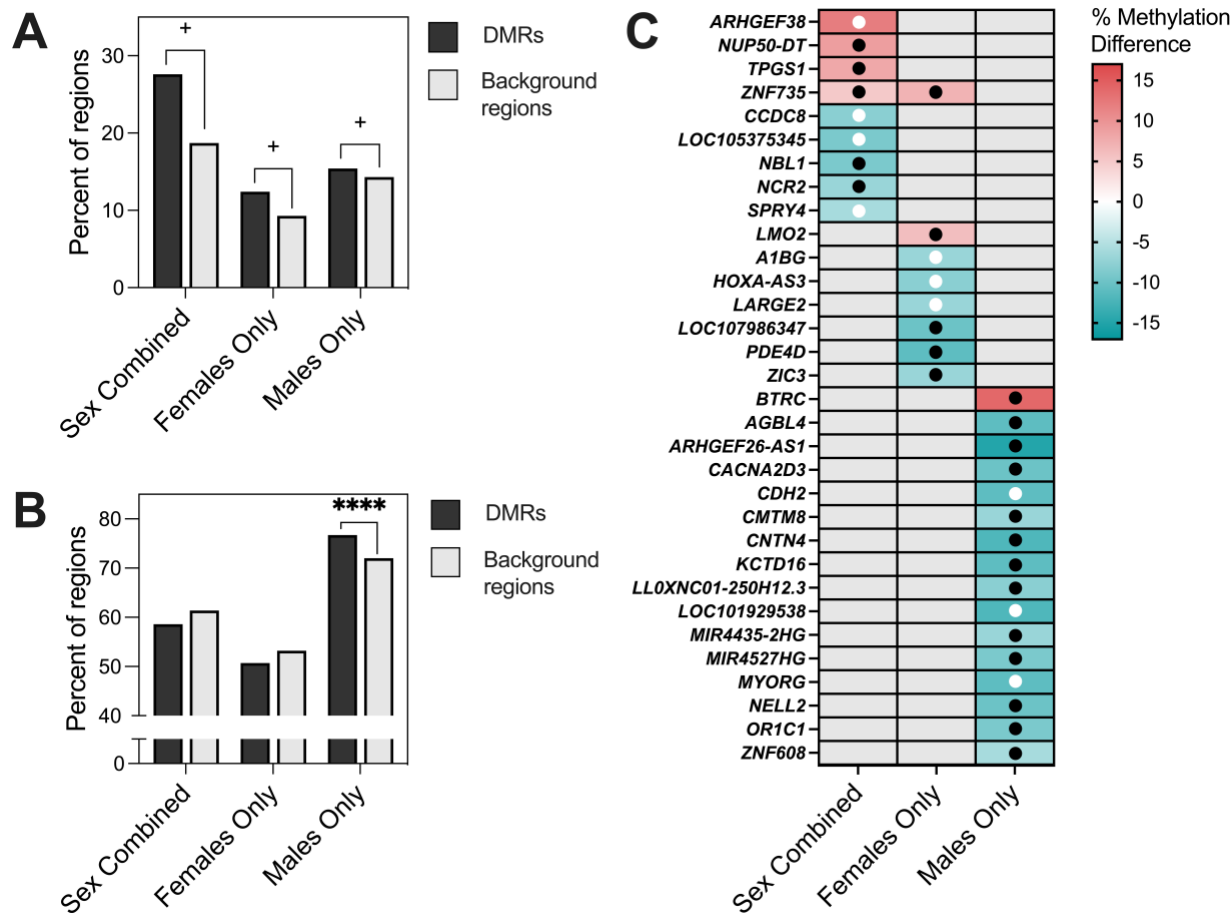 A
Percent of regions
30
20
10
0
+
+
+
DMRs
Background
regions
Sex Combined
Females Only
Males Only
B
Percent of regions
80
70
60
50
40
0
****
DMRs
Background
regions
Sex Combined
Females Only
Males Only
C
ARHGEF38
NUP50-DT
TPGS1
ZNF735
CCDC8
LOC105375345
NBL1
NCR2
SPRY4
LMO2
A1BG
HOXA-AS3
LARGE2
LOC107986347
PDE4D
ZIC3
BTRC
AGBL4
ARHGEF26-AS1
CACNA2D3
CDH2
CMTM8
CNTN4
KCTD16
LL0XNC01-250H12.3
LOC101929538
MIR4435-2HG
MIR4527HG
MYORG
NELL2
OR1C1
ZNF608
Sex Combined
Females Only
Males Only
% Methylation
Difference
15
10
5
0
-5
-10
-15